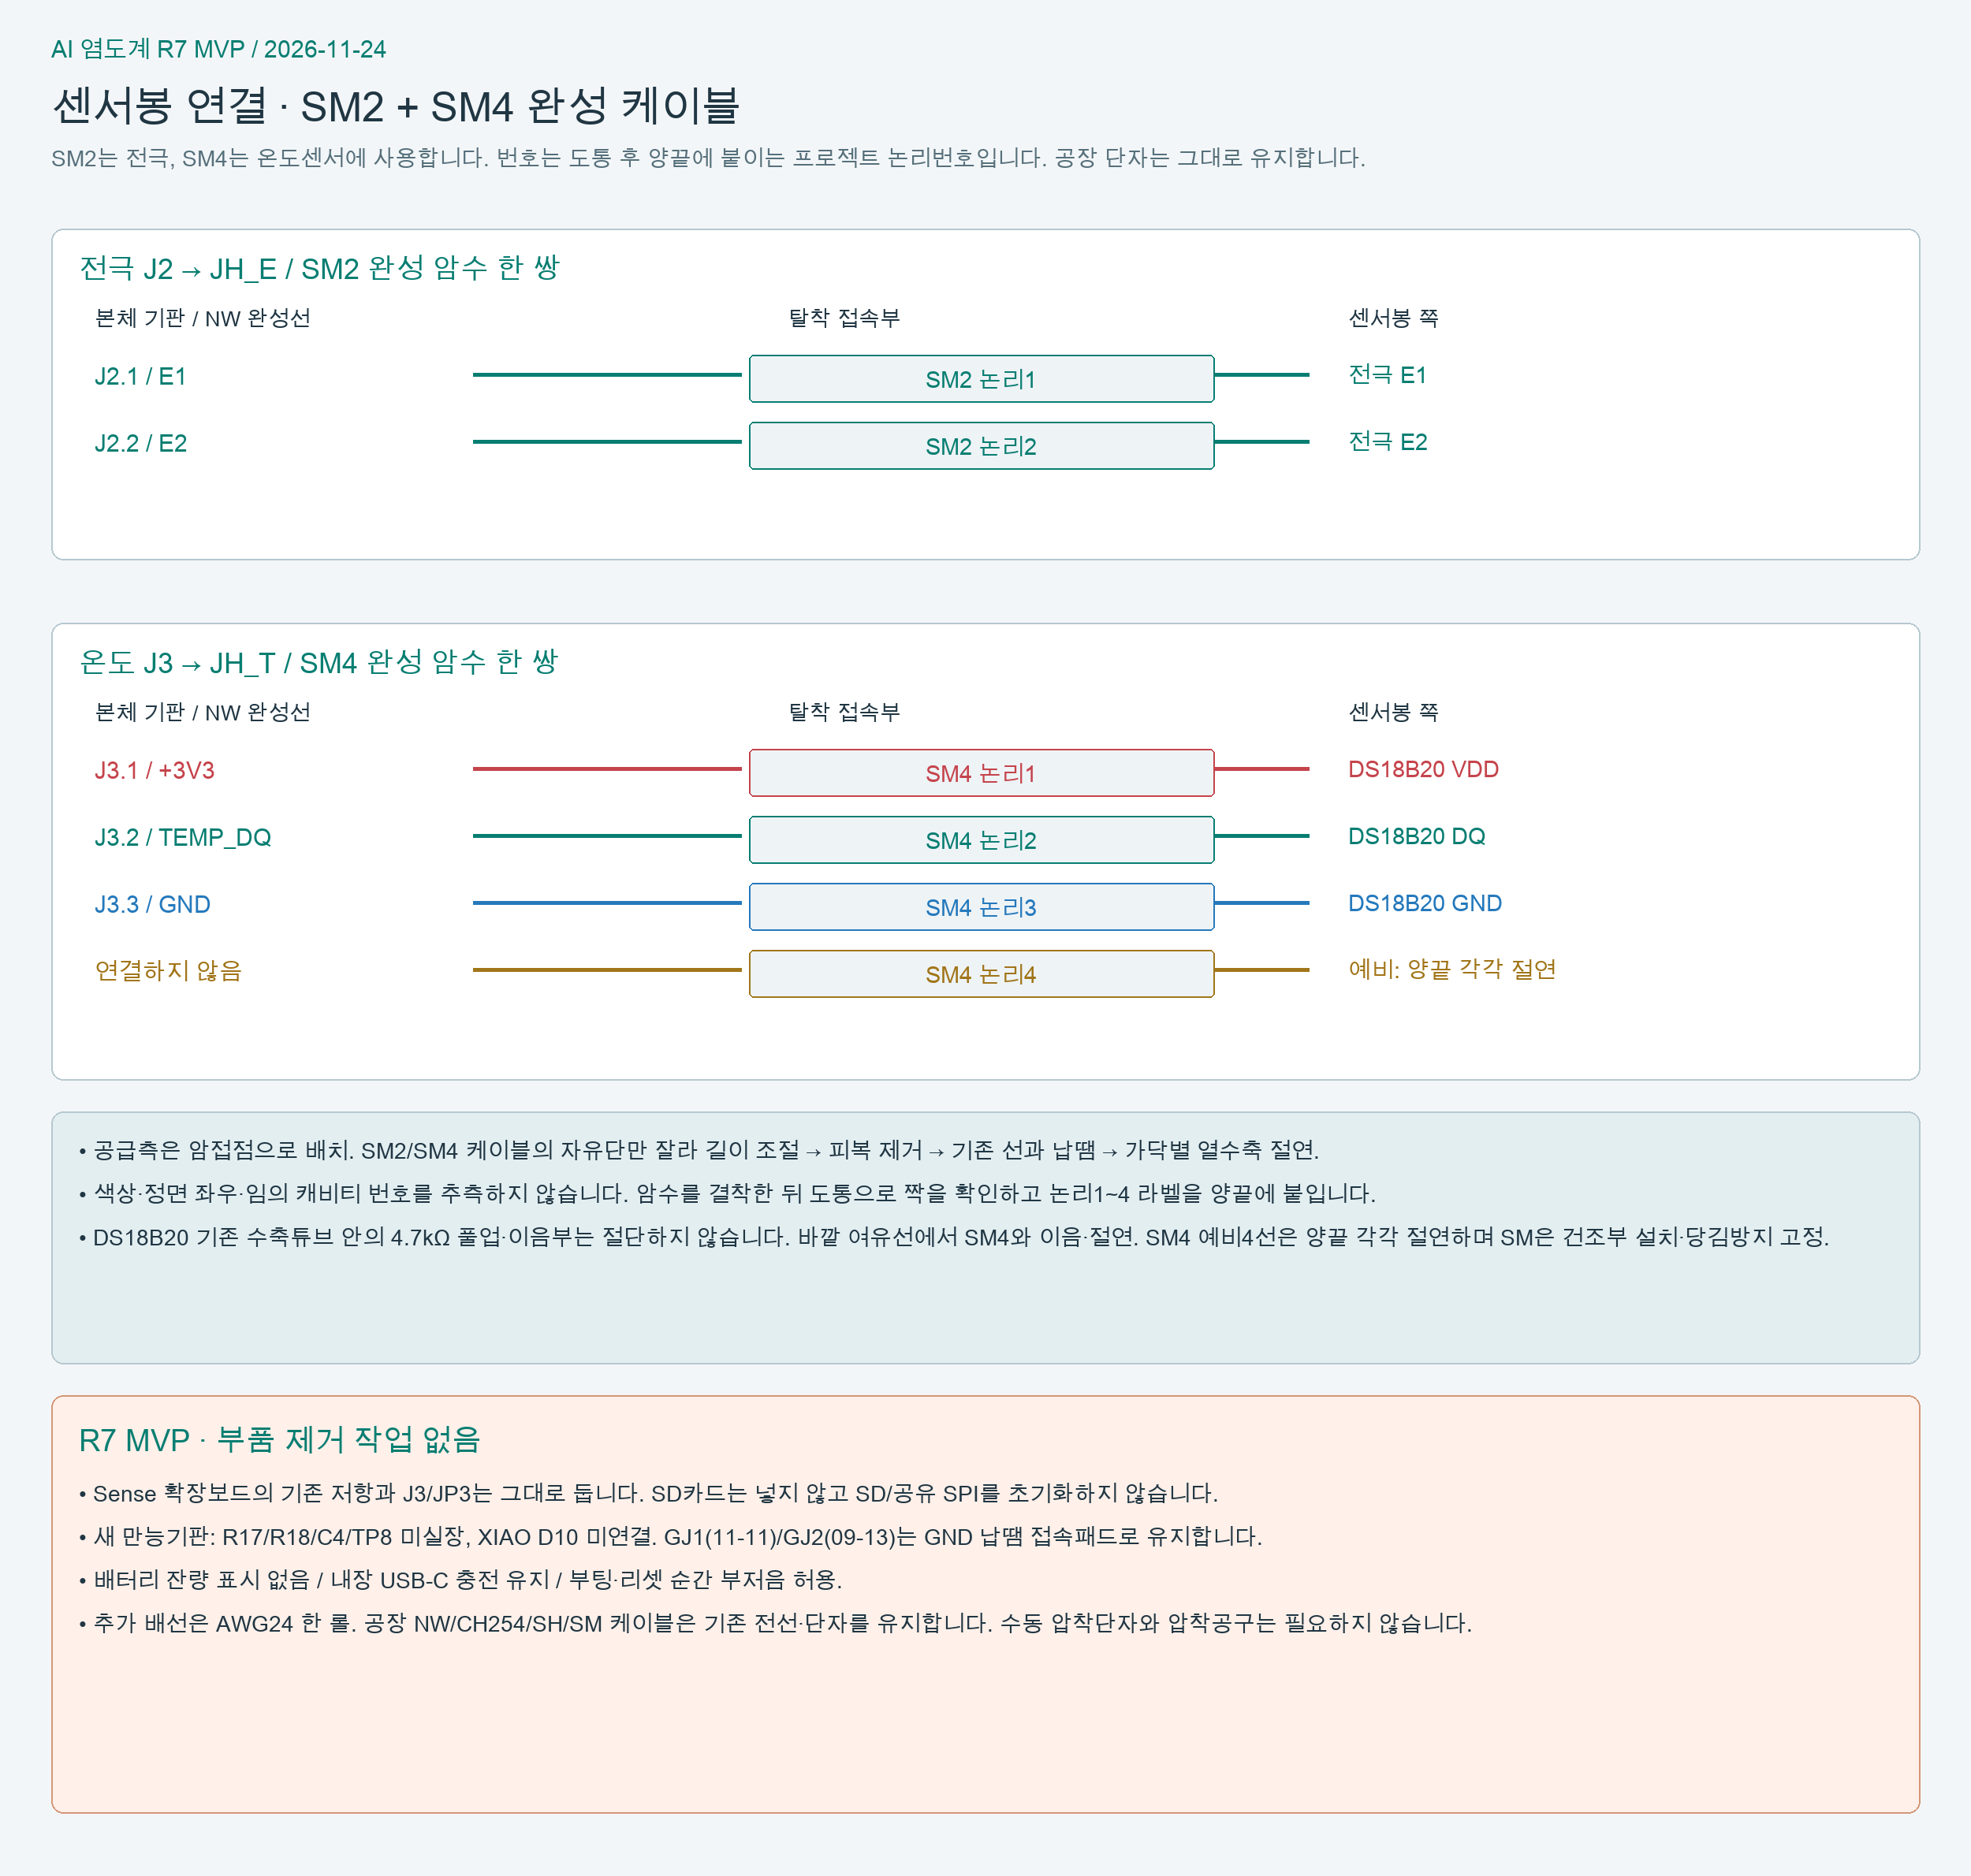 AI 염도계 R7 MVP / 2026-11-24
센서봉 연결 · SM2 + SM4 완성 케이블
SM2는 전극, SM4는 온도센서에 사용합니다. 번호는 도통 후 양끝에 붙이는 프로젝트 논리번호입니다. 공장 단자는 그대로 유지합니다.
전극 J2 → JH_E / SM2 완성 암수 한 쌍
본체 기판 / NW 완성선 탈착 접속부 센서봉 쪽
J2.1 / E1 SM2 논리1 전극 E1
J2.2 / E2 SM2 논리2 전극 E2
온도 J3 → JH_T / SM4 완성 암수 한 쌍
본체 기판 / NW 완성선 탈착 접속부 센서봉 쪽
J3.1 / +3V3 SM4 논리1 DS18B20 VDD
J3.2 / TEMP_DQ SM4 논리2 DS18B20 DQ
J3.3 / GND SM4 논리3 DS18B20 GND
연결하지 않음 SM4 논리4 예비: 양끝 각각 절연
• 공급측은 암접점으로 배치. SM2/SM4 케이블의 자유단만 잘라 길이 조절 → 피복 제거 → 기존 선과 납땜 → 가닥별 열수축 절연.
• 색상·정면 좌우·임의 캐비티 번호를 추측하지 않습니다. 암수를 결착한 뒤 도통으로 짝을 확인하고 논리1~4 라벨을 양끝에 붙입니다.
• DS18B20 기존 수축튜브 안의 4.7kΩ 풀업·이음부는 절단하지 않습니다. 바깥 여유선에서 SM4와 이음·절연. SM4 예비4선은 양끝 각각 절연하며 SM은 건조부 설치·당김방지 고정.
R7 MVP · 부품 제거 작업 없음
• Sense 확장보드의 기존 저항과 J3/JP3는 그대로 둡니다. SD카드는 넣지 않고 SD/공유 SPI를 초기화하지 않습니다.
• 새 만능기판: R17/R18/C4/TP8 미실장, XIAO D10 미연결. GJ1(11-11)/GJ2(09-13)는 GND 납땜 접속패드로 유지합니다.
• 배터리 잔량 표시 없음 / 내장 USB-C 충전 유지 / 부팅·리셋 순간 부저음 허용.
• 추가 배선은 AWG24 한 롤. 공장 NW/CH254/SH/SM 케이블은 기존 전선·단자를 유지합니다. 수동 압착단자와 압착공구는 필요하지 않습니다.